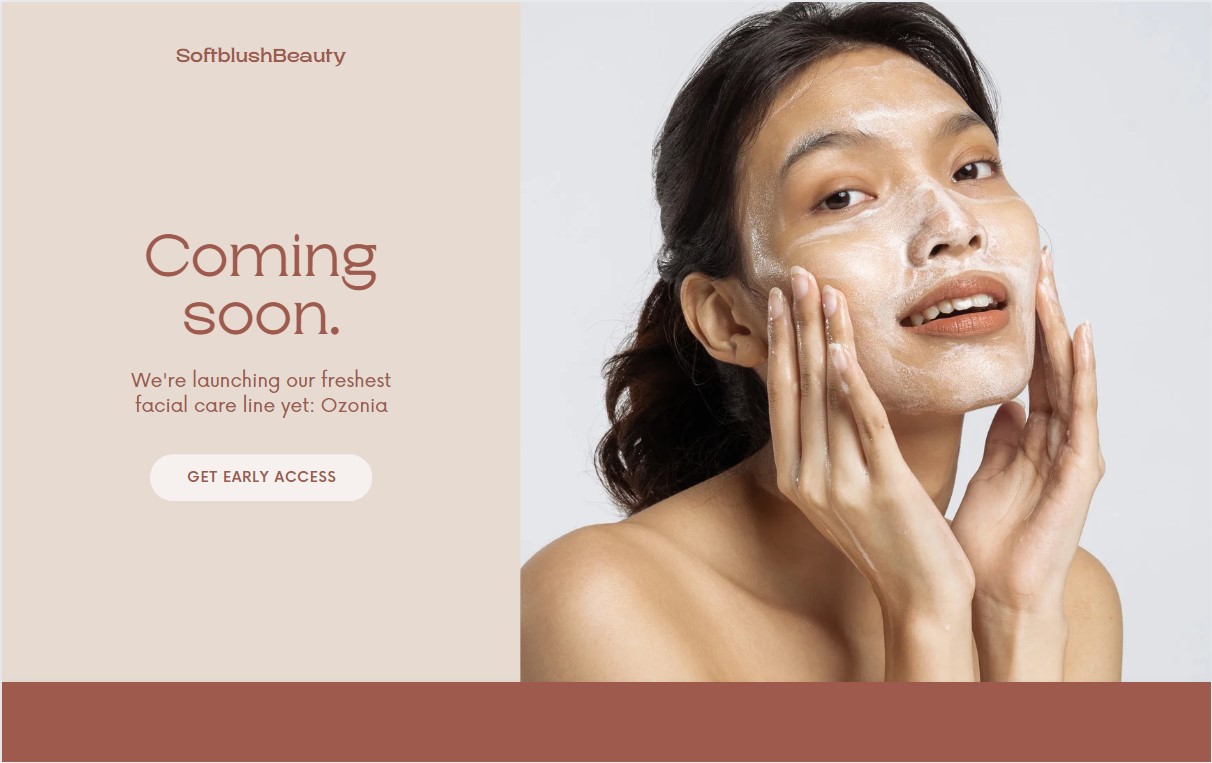 SoftblushBeauty
Coming
soon.
We're launching our freshest
facial care line yet: Ozonia
GET EARLY ACCESS